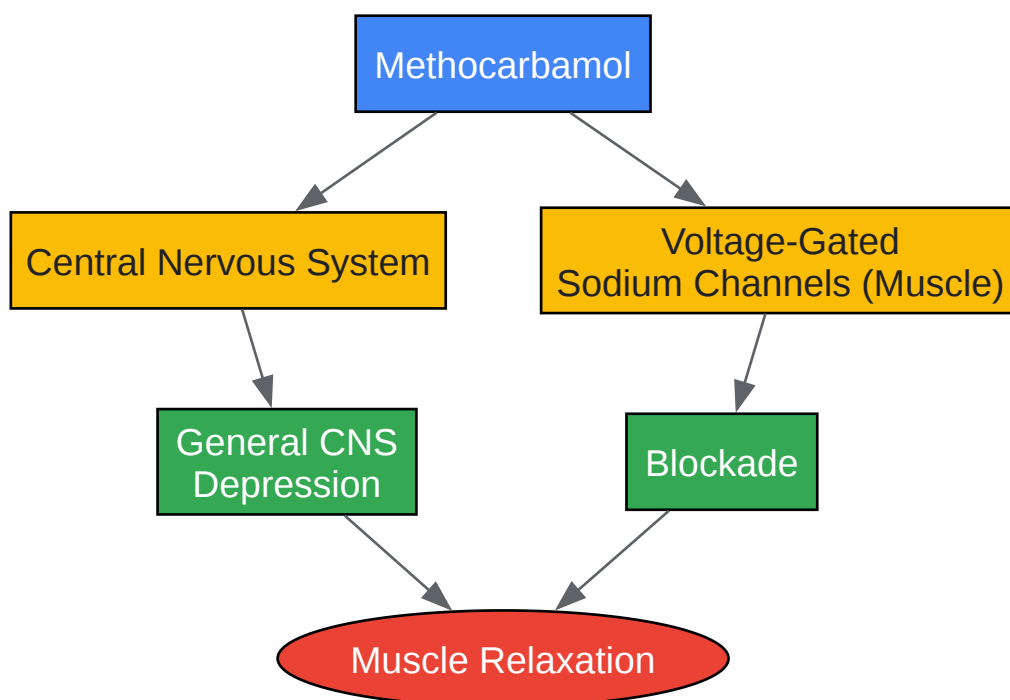 Methocarbamol
Central Nervous System
Voltage-Gated
Sodium Channels (Muscle)
General CNS
Depression
Blockade
Muscle Relaxation